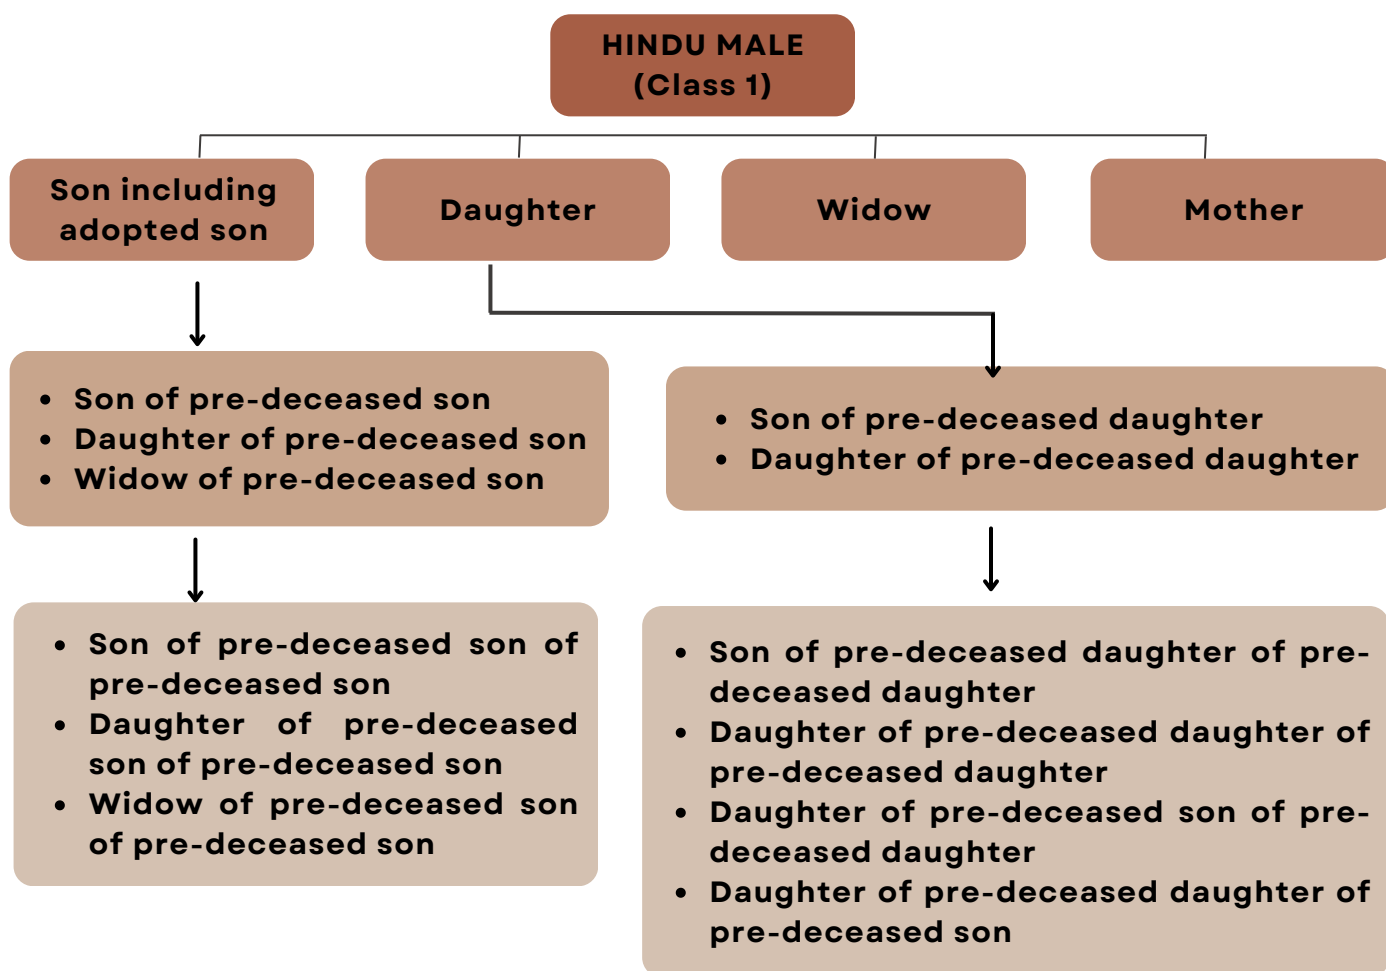 HINDU MALE
(Class 1)
Son including
adopted son
Daughter
Widow
Mother
• Son of pre-deceased son
• Daughter of pre-deceased son
• Widow of pre-deceased son
• Son of pre-deceased daughter
• Daughter of pre-deceased daughter
• Son of pre-deceased son of
pre-deceased son
• Daughter of pre-deceased
son of pre-deceased son
• Widow of pre-deceased son
of pre-deceased son
• Son of pre-deceased daughter of pre-
deceased daughter
• Daughter of pre-deceased daughter of
pre-deceased daughter
• Daughter of pre-deceased son of pre-
deceased daughter
• Daughter of pre-deceased daughter of
pre-deceased son